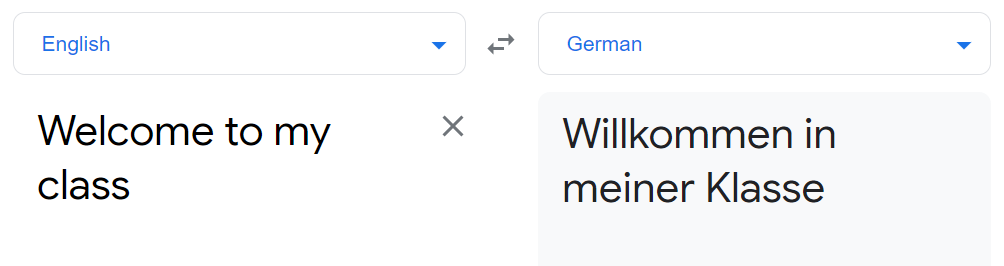 English
German
Welcome to my
class
Willkommen in
meiner Klasse